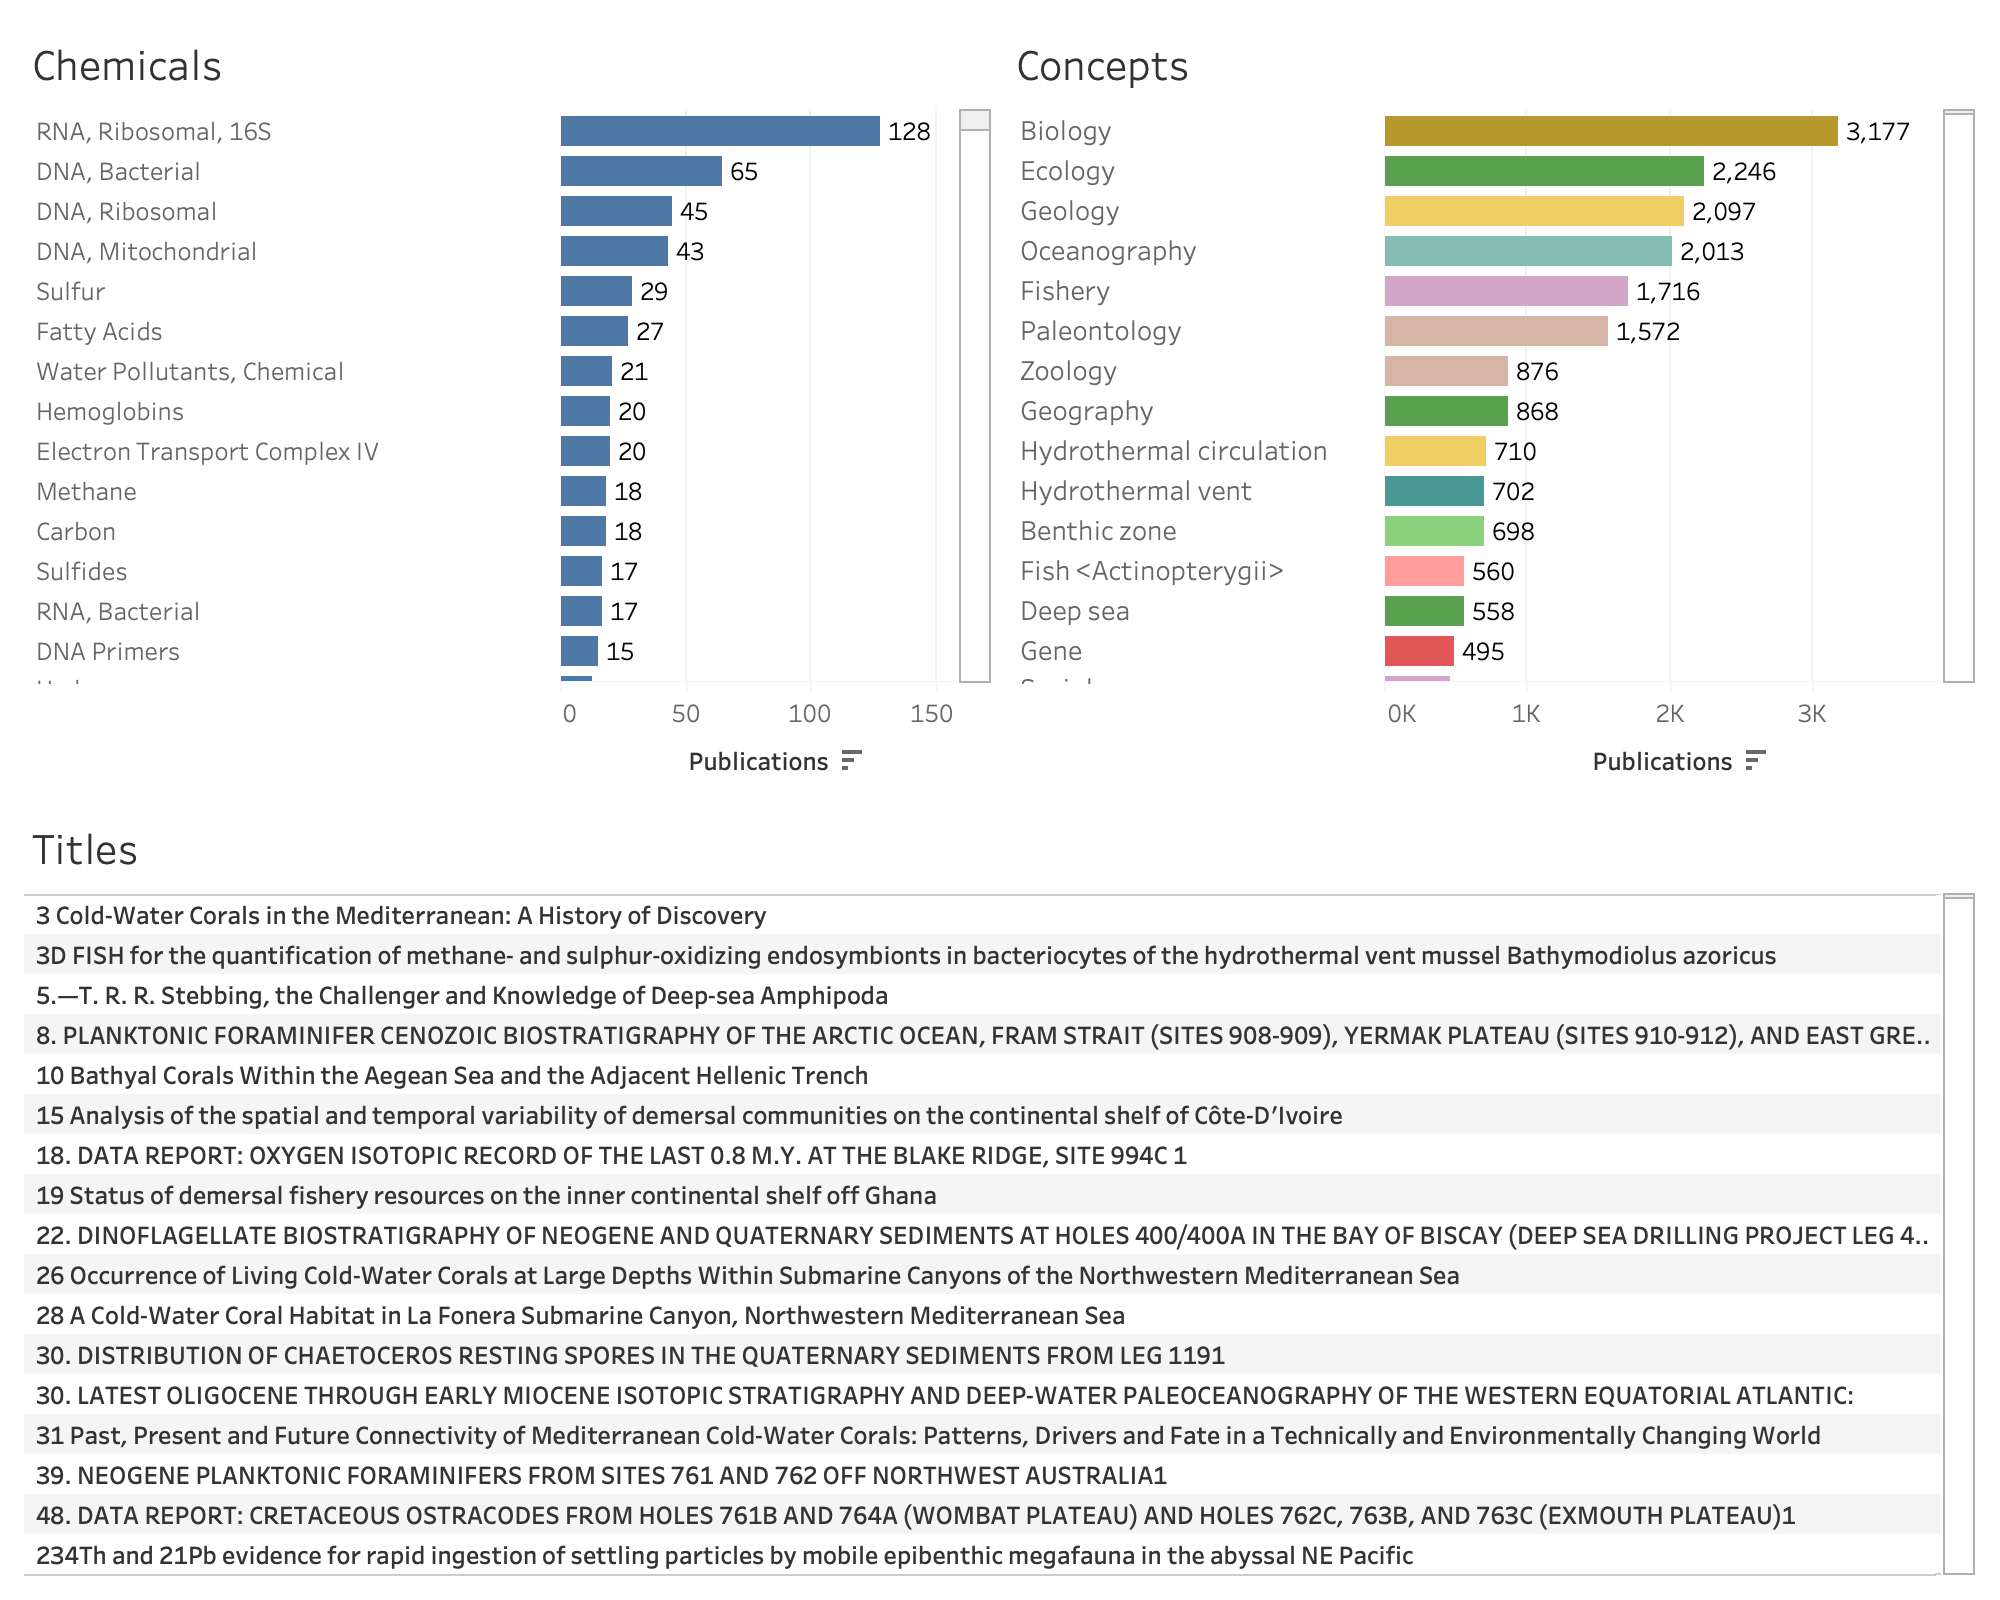 Chemicals
RNA, Ribosomal, 16S 128
DNA, Bacterial 65
DNA, Ribosomal 45
DNA, Mitochondrial 43
Sulfur 29
Fatty Acids 27
Water Pollutants, Chemical 21
Hemoglobins 20
Electron Transport Complex IV 20
Methane 18
Carbon 18
Sulfides 17
RNA, Bacterial 17
DNA Primers 15
0 50 100 150
Publications
Concepts
Biology 3,177
Ecology 2,246
Geology 2,097
Oceanography 2,013
Fishery 1,716
Paleontology 1,572
Zoology 876
Geography 868
Hydrothermal circulation 710
Hydrothermal vent 702
Benthic zone 698
Fish <Actinopterygii> 560
Deep sea 558
Gene 495
0K 1K 2K 3K
Publications
Titles
3 Cold-Water Corals in the Mediterranean: A History of Discovery
3D FISH for the quantification of methane- and sulphur-oxidizing endosymbionts in bacteriocytes of the hydrothermal vent mussel Bathymodiolus azoricus
5.—T. R. R. Stebbing, the Challenger and Knowledge of Deep-sea Amphipoda
8. PLANKTONIC FORAMINIFER CENOZOIC BIOSTRATIGRAPHY OF THE ARCTIC OCEAN, FRAM STRAIT (SITES 908-909), YERMAK PLATEAU (SITES 910-912), AND EAST GRE..
10 Bathyal Corals Within the Aegean Sea and the Adjacent Hellenic Trench
15 Analysis of the spatial and temporal variability of demersal communities on the continental shelf of Côte-D’Ivoire
18. DATA REPORT: OXYGEN ISOTOPIC RECORD OF THE LAST 0.8 M.Y. AT THE BLAKE RIDGE, SITE 994C 1
19 Status of demersal fishery resources on the inner continental shelf off Ghana
22. DINOFLAGELLATE BIOSTRATIGRAPHY OF NEOGENE AND QUATERNARY SEDIMENTS AT HOLES 400/400A IN THE BAY OF BISCAY (DEEP SEA DRILLING PROJECT LEG 4..
26 Occurrence of Living Cold-Water Corals at Large Depths Within Submarine Canyons of the Northwestern Mediterranean Sea
28 A Cold-Water Coral Habitat in La Fonera Submarine Canyon, Northwestern Mediterranean Sea
30. DISTRIBUTION OF CHAETOCEROS RESTING SPORES IN THE QUATERNARY SEDIMENTS FROM LEG 1191
30. LATEST OLIGOCENE THROUGH EARLY MIOCENE ISOTOPIC STRATIGRAPHY AND DEEP-WATER PALEOCEANOGRAPHY OF THE WESTERN EQUATORIAL ATLANTIC:
31 Past, Present and Future Connectivity of Mediterranean Cold-Water Corals: Patterns, Drivers and Fate in a Technically and Environmentally Changing World
39. NEOGENE PLANKTONIC FORAMINIFERS FROM SITES 761 AND 762 OFF NORTHWEST AUSTRALIA1
48. DATA REPORT: CRETACEOUS OSTRACODES FROM HOLES 761B AND 764A (WOMBAT PLATEAU) AND HOLES 762C, 763B, AND 763C (EXMOUTH PLATEAU)1
234Th and 21Pb evidence for rapid ingestion of settling particles by mobile epibenthic megafauna in the abyssal NE Pacific